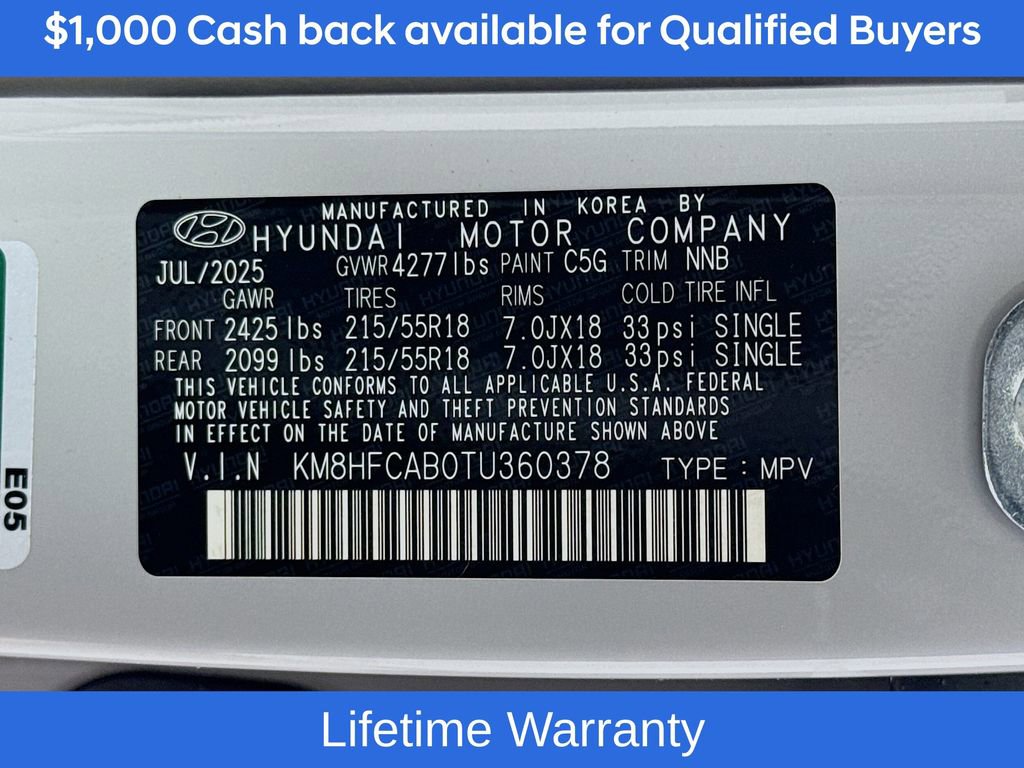 $1,000 Cash back available for Qualified Buyers
MANUFACTURED IN KOREA BY
HYUNDAI MOTOR COMPANY
JUL/2025 GVWR 4277lbs PAINT C5G TRIM NNB
GAWR TIRES RIMS COLD TIRE INFL
FRONT 2425 lbs 215/55R18 7.0JX18 33psi SINGLE
REAR 2099 lbs 215/55R18 7.0JX18 33psi SINGLE
THIS VEHICLE CONFORMS TO ALL APPLICABLE U.S.A. FEDERAL
MOTOR VEHICLE SAFETY AND THEFT PREVENTION STANDARDS
IN EFFECT ON THE DATE OF MANUFACTURE SHOWN ABOVE
V.I.N KM8HFCAB0TU360378 TYPE : MPV
E05
Lifetime Warranty